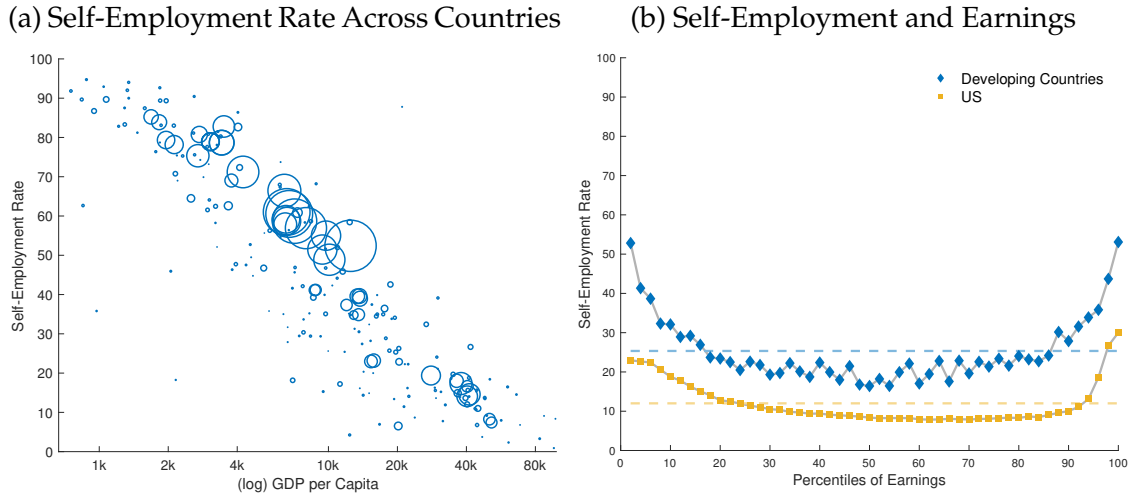 (a) Self-Employment Rate Across Countries
100
90
80
70
60
50
40
30
20
10
0
Self-Employment Rate
1k 2k 4k 10k 20k 40k 80k
(log) GDP per Capita
(b) Self-Employment and Earnings
100
90
80
70
60
50
40
30
20
10
0
Self-Employment Rate
Developing Countries
US
0 10 20 30 40 50 60 70 80 90 100
Percentiles of Earnings